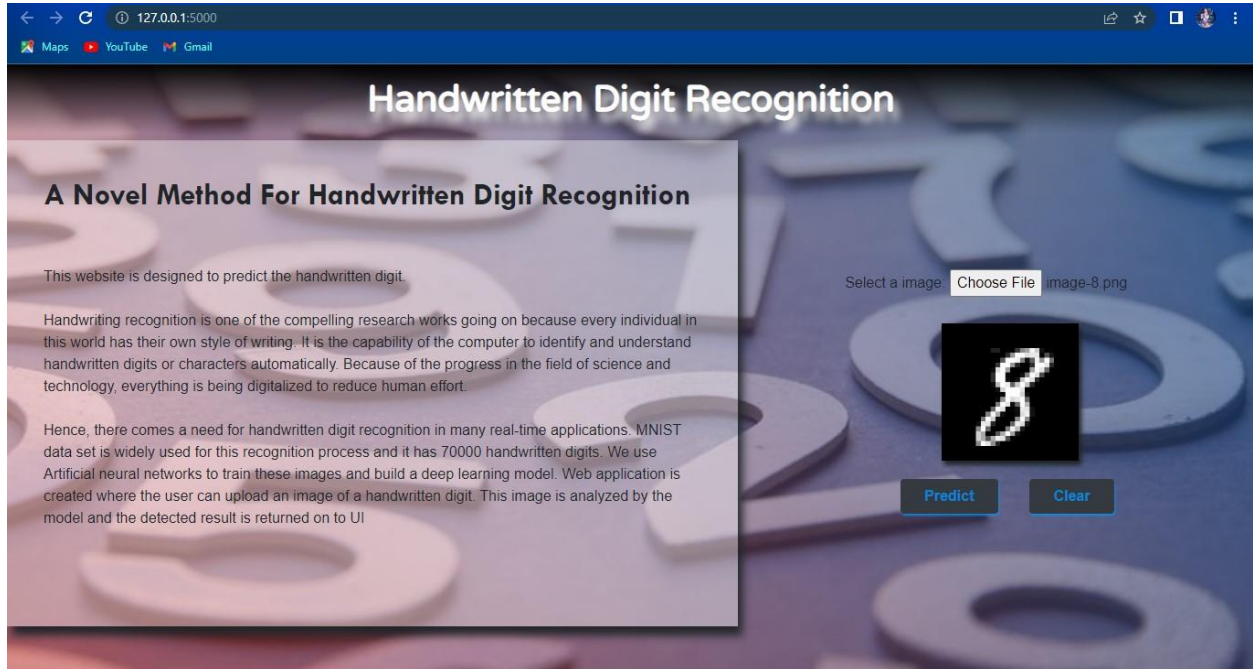 127.0.0.1:5000
Maps YouTube Gmail
Handwritten Digit Recognition
A Novel Method For Handwritten Digit Recognition
This website is designed to predict the handwritten digit.
Handwriting recognition is one of the compelling research works going on because every individual in
this world has their own style of writing. It is the capability of the computer to identify and understand
handwritten digits or characters automatically. Because of the progress in the field of science and
technology, everything is being digitalized to reduce human effort.
Hence, there comes a need for handwritten digit recognition in many real-time applications. MNIST
data set is widely used for this recognition process and it has 70000 handwritten digits. We use
Artificial neural networks to train these images and build a deep learning model. Web application is
created where the user can upload an image of a handwritten digit. This image is analyzed by the
model and the detected result is returned on to UI
Select a image: Choose File image-8.png
8
Predict Clear